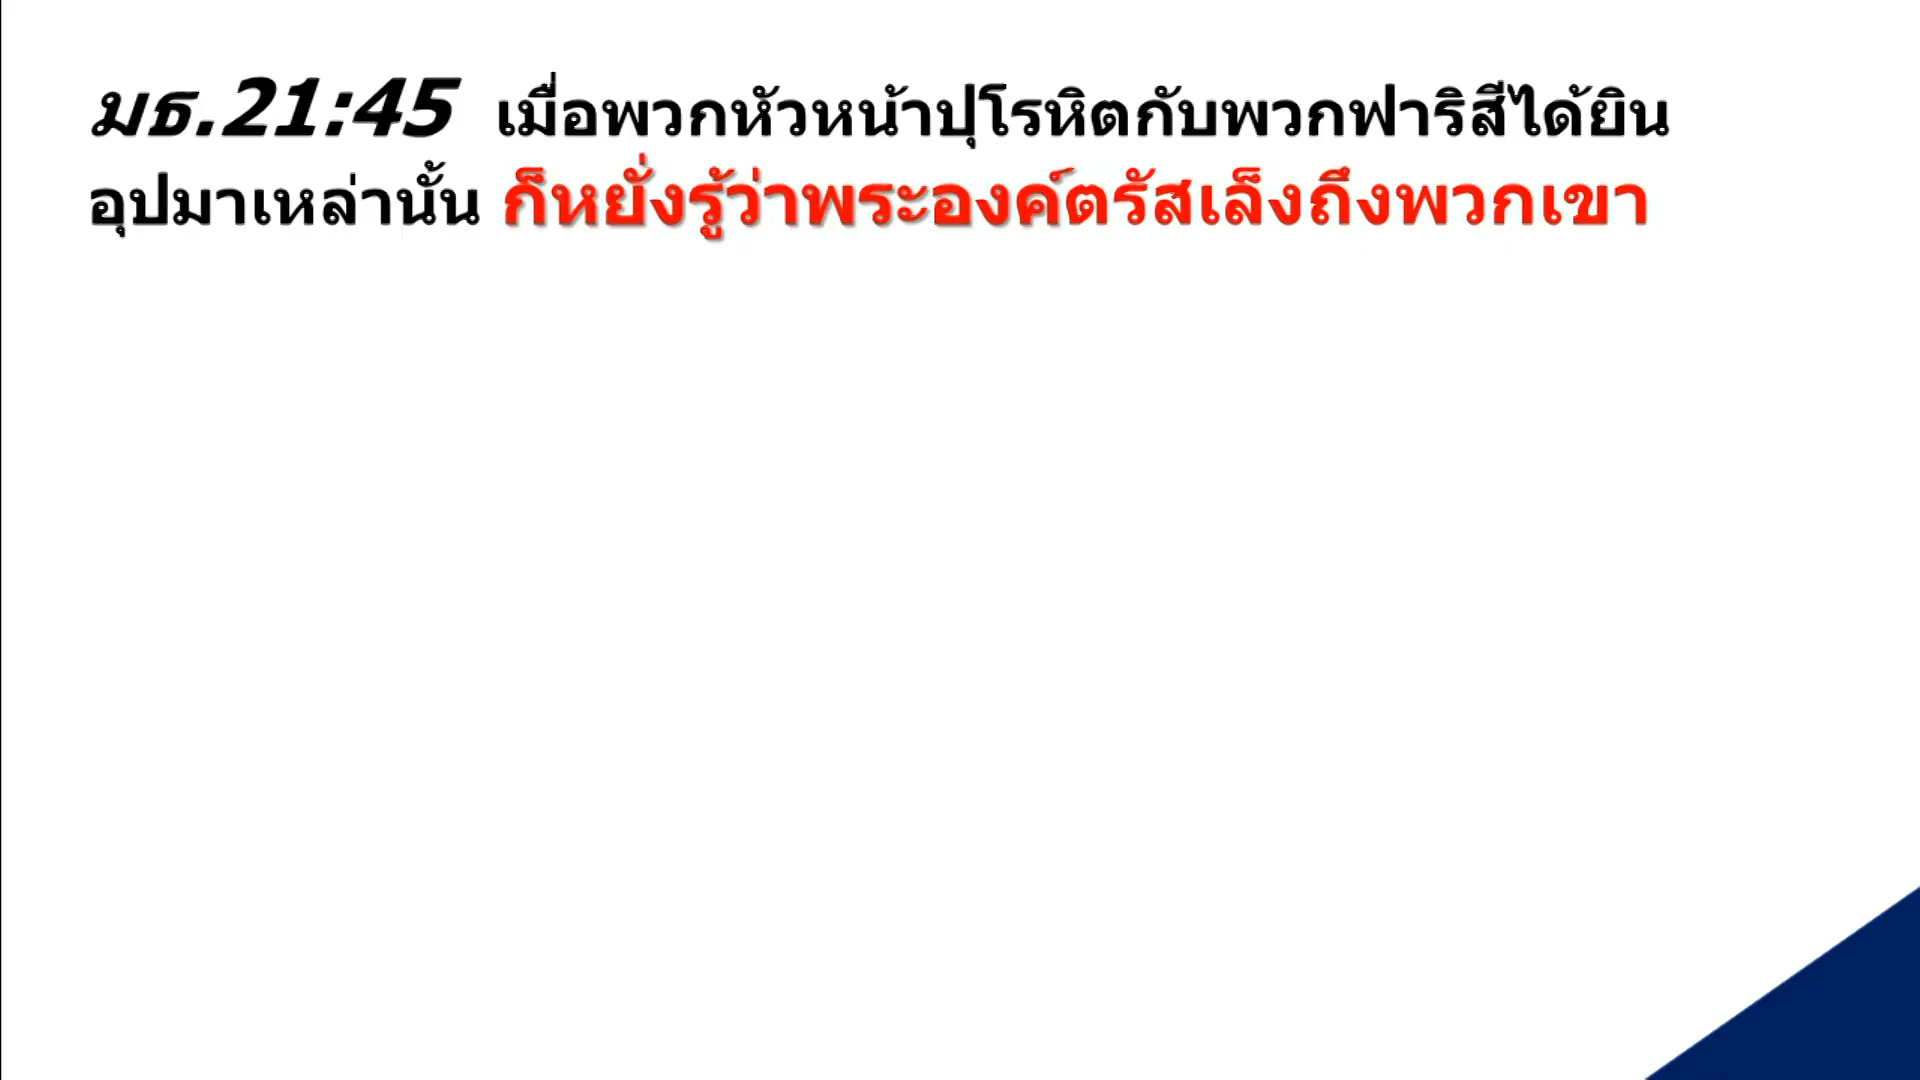 มธ.21:45 เมื่อพวกหัวหน้าปุโรหิตกับพวกฟาริสีได้ยิน
อุปมาเหล่านั้น ก็หยั่งรู้ว่าพระองค์ตรัสเล็งถึงพวกเขา